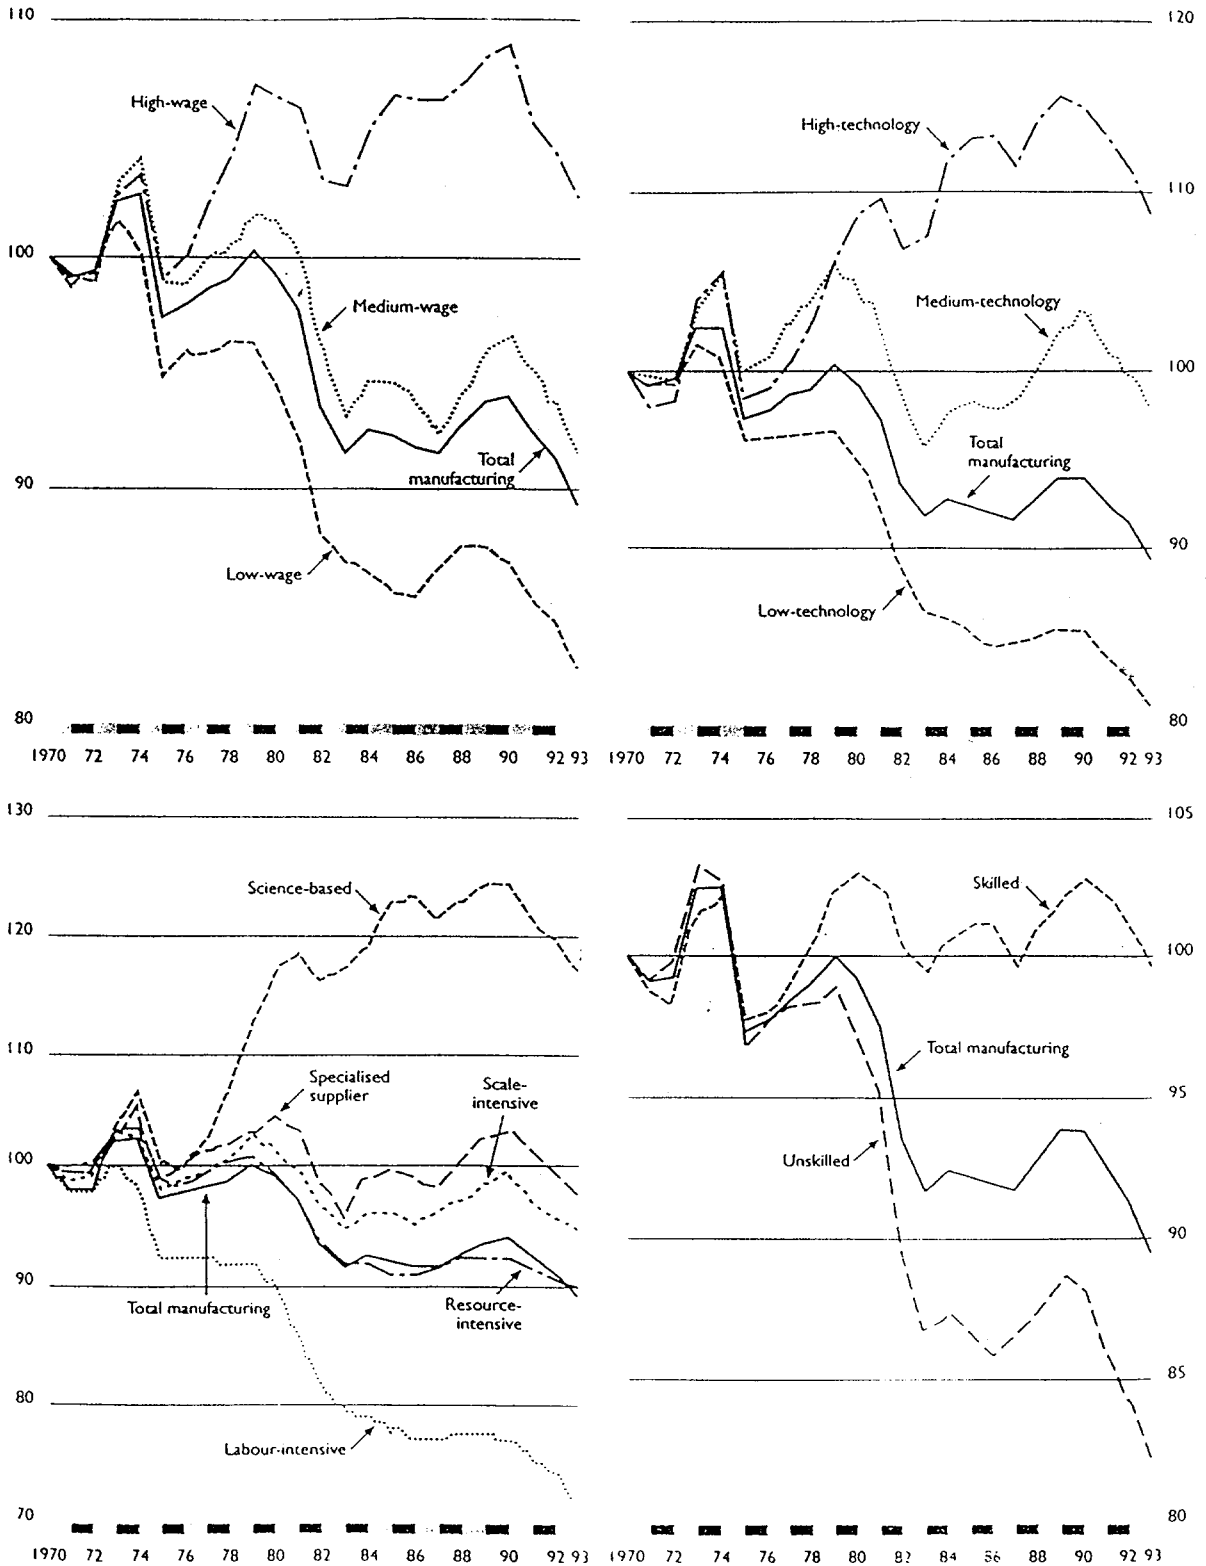 110
High-wage
100
Medium-wage
Total
manufacturing
90
Low-wage
80
1970 72 74 76 78 80 82 84 86 88 90 92 93
120
High-technology
110
Medium-technology
100
Total
manufacturing
90
Low-technology
80
1970 72 74 76 78 80 82 84 86 88 90 92 93
130
Science-based
120
110
Specialised
supplier
Scale-
intensive
100
90
Total manufacturing
Resource-
intensive
80
Labour-intensive
70
1970 72 74 76 78 80 82 84 86 88 90 92 93
105
Skilled
100
Total manufacturing
95
Unskilled
90
85
80
1970 72 74 76 78 80 82 84 86 88 90 92 93